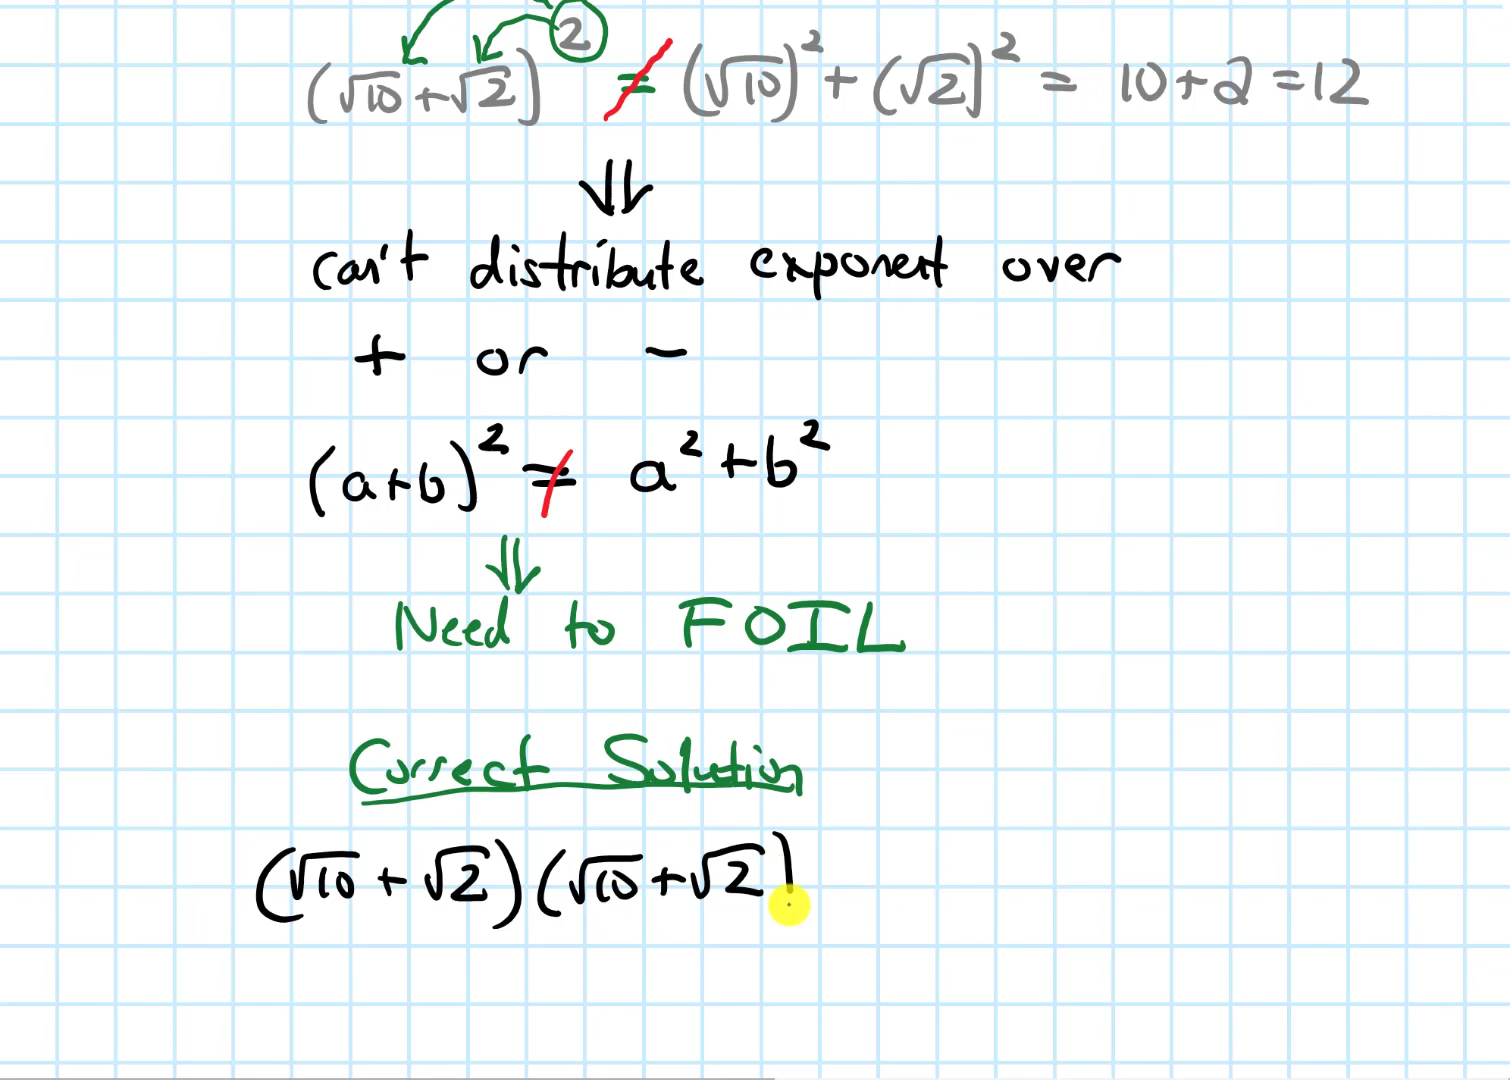 (√10 + √2)² ≠ (√10)² + (√2)² = 10 + 2 = 12
can't distribute exponent over
+ or −
(a+b)² ≠ a² + b²
Need to FOIL
Correct Solution
(√10 + √2)(√10 + √2)